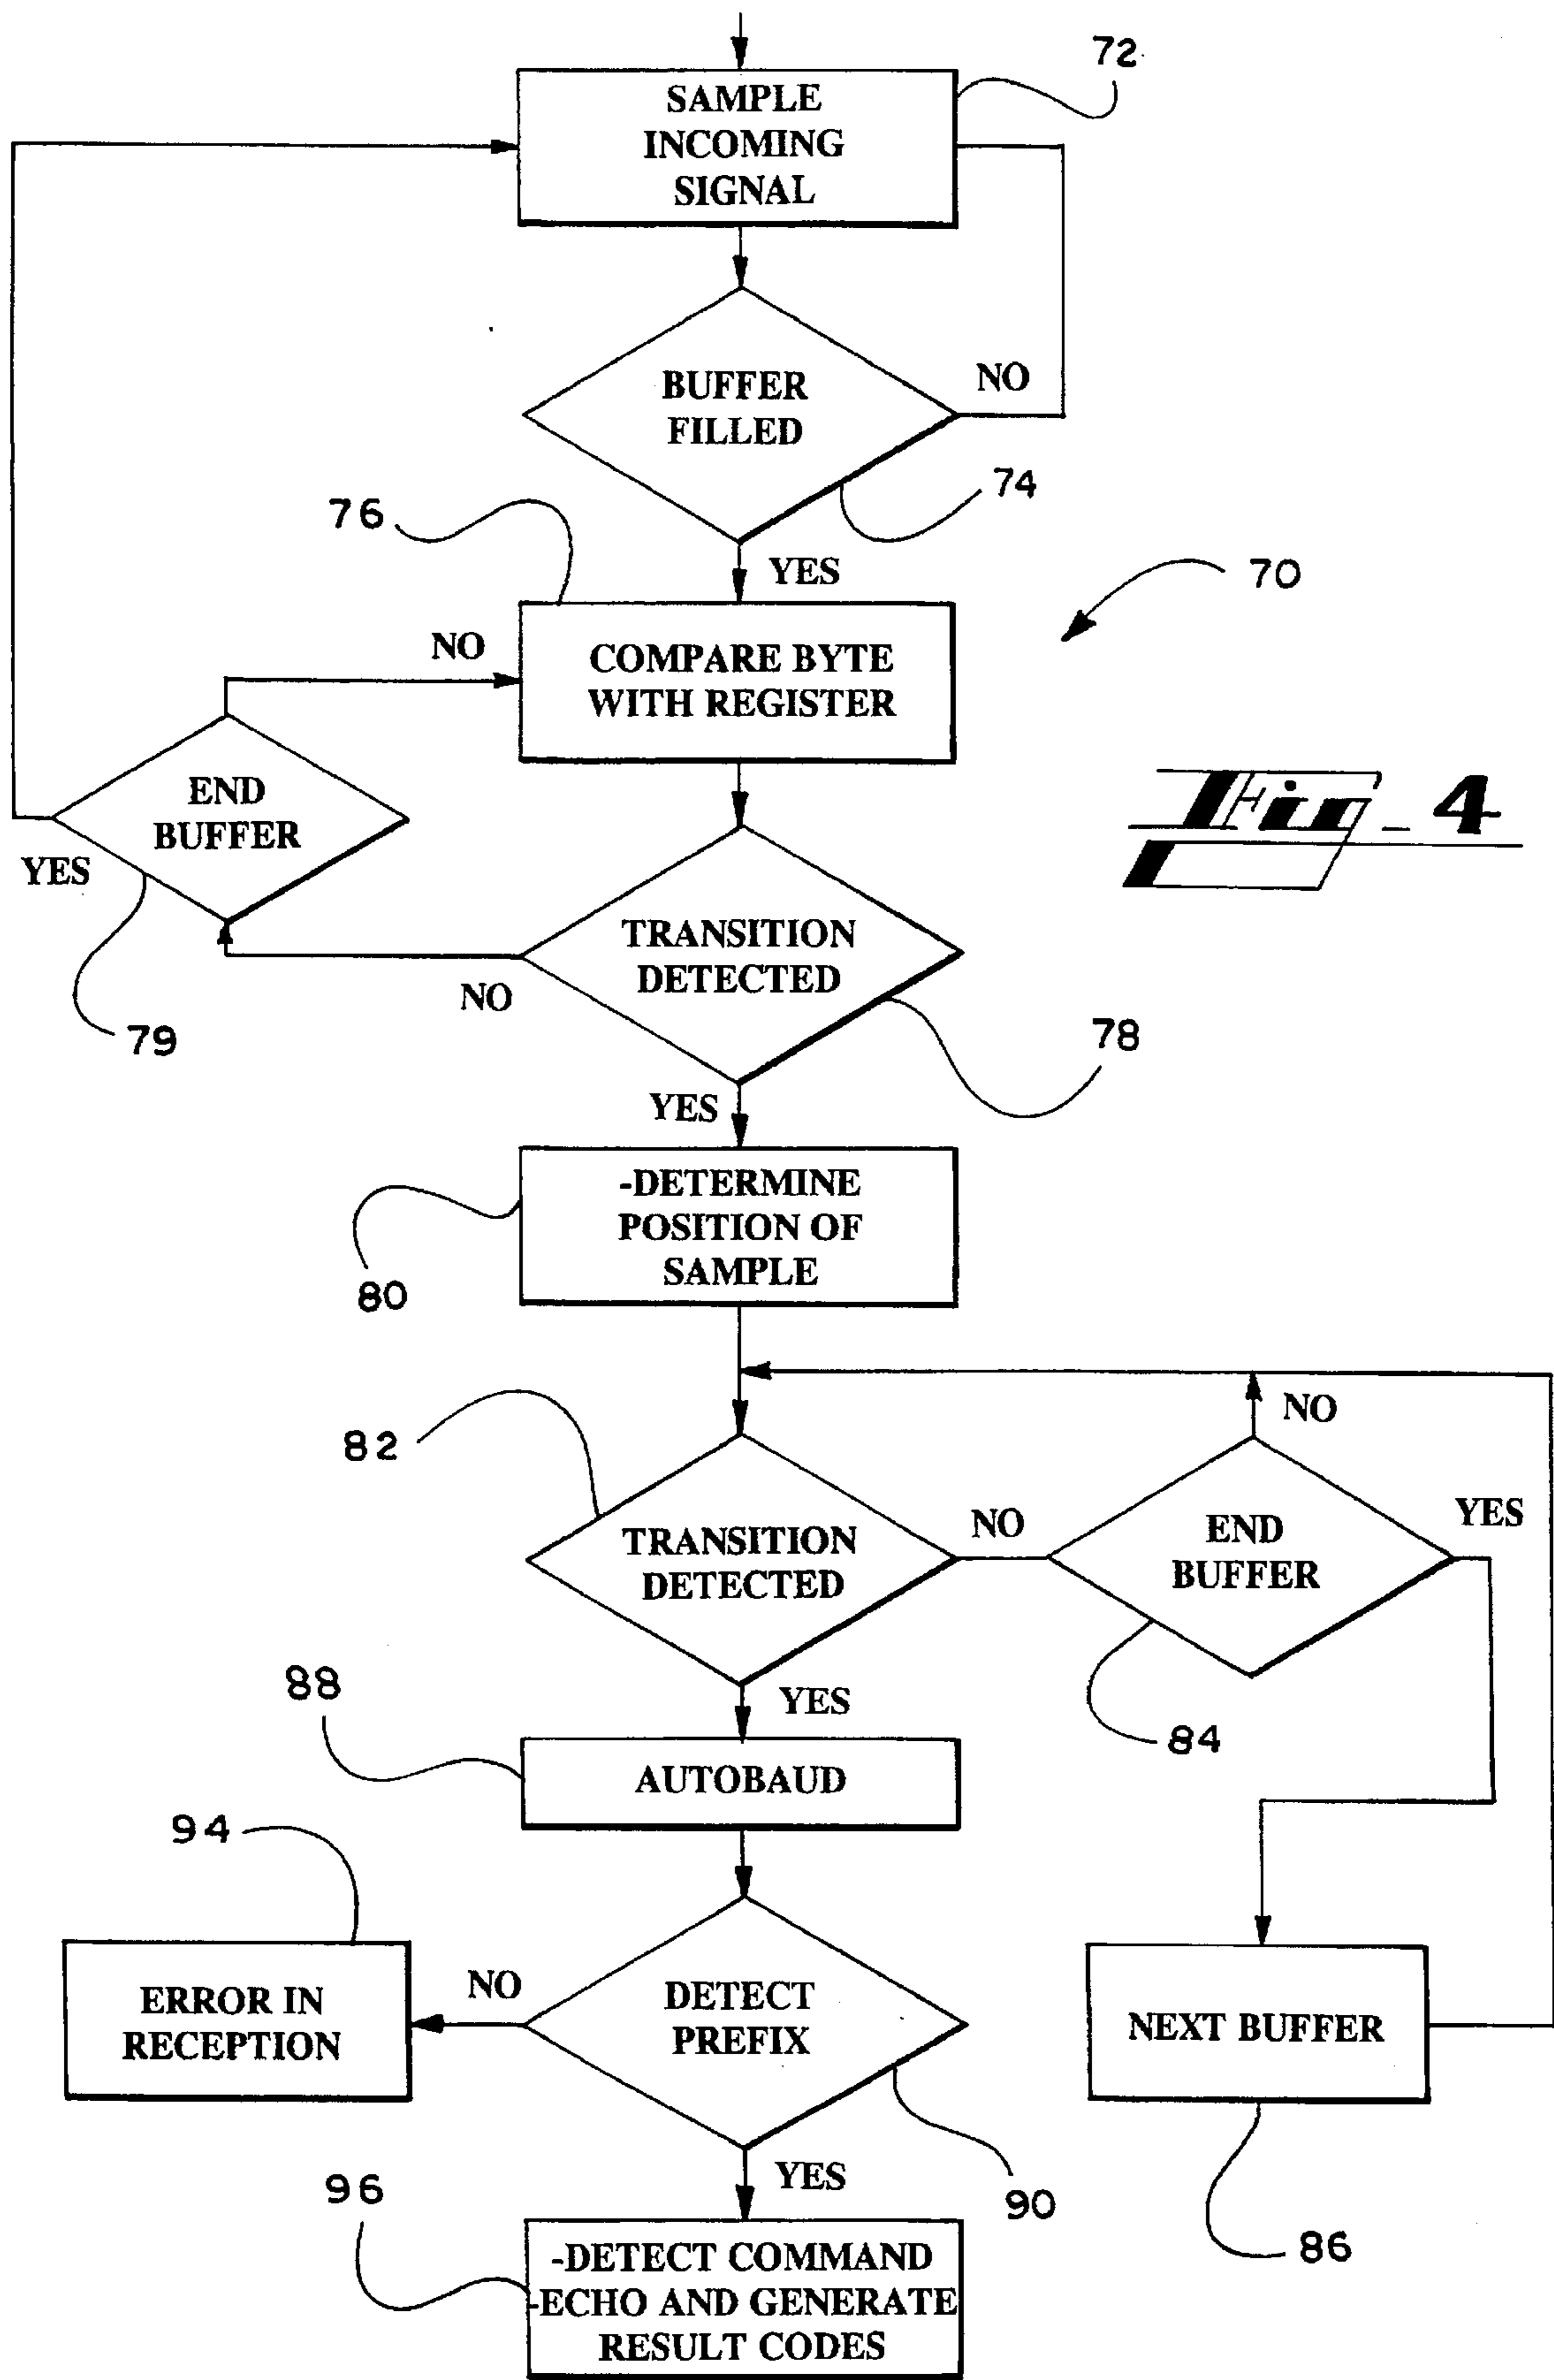 72
SAMPLE
INCOMING
SIGNAL
BUFFER
FILLED
NO
74
76
YES
70
NO
COMPARE BYTE
WITH REGISTER
END
BUFFER
YES
Fig_ 4
TRANSITION
DETECTED
NO
79
78
YES
-DETERMINE
POSITION OF
SAMPLE
80
NO
82
TRANSITION
DETECTED
NO
END
BUFFER
YES
88
YES
84
AUTOBAUD
94
ERROR IN
RECEPTION
NO
DETECT
PREFIX
NEXT BUFFER
96
YES
90
86
-DETECT COMMAND
-ECHO AND GENERATE
RESULT CODES